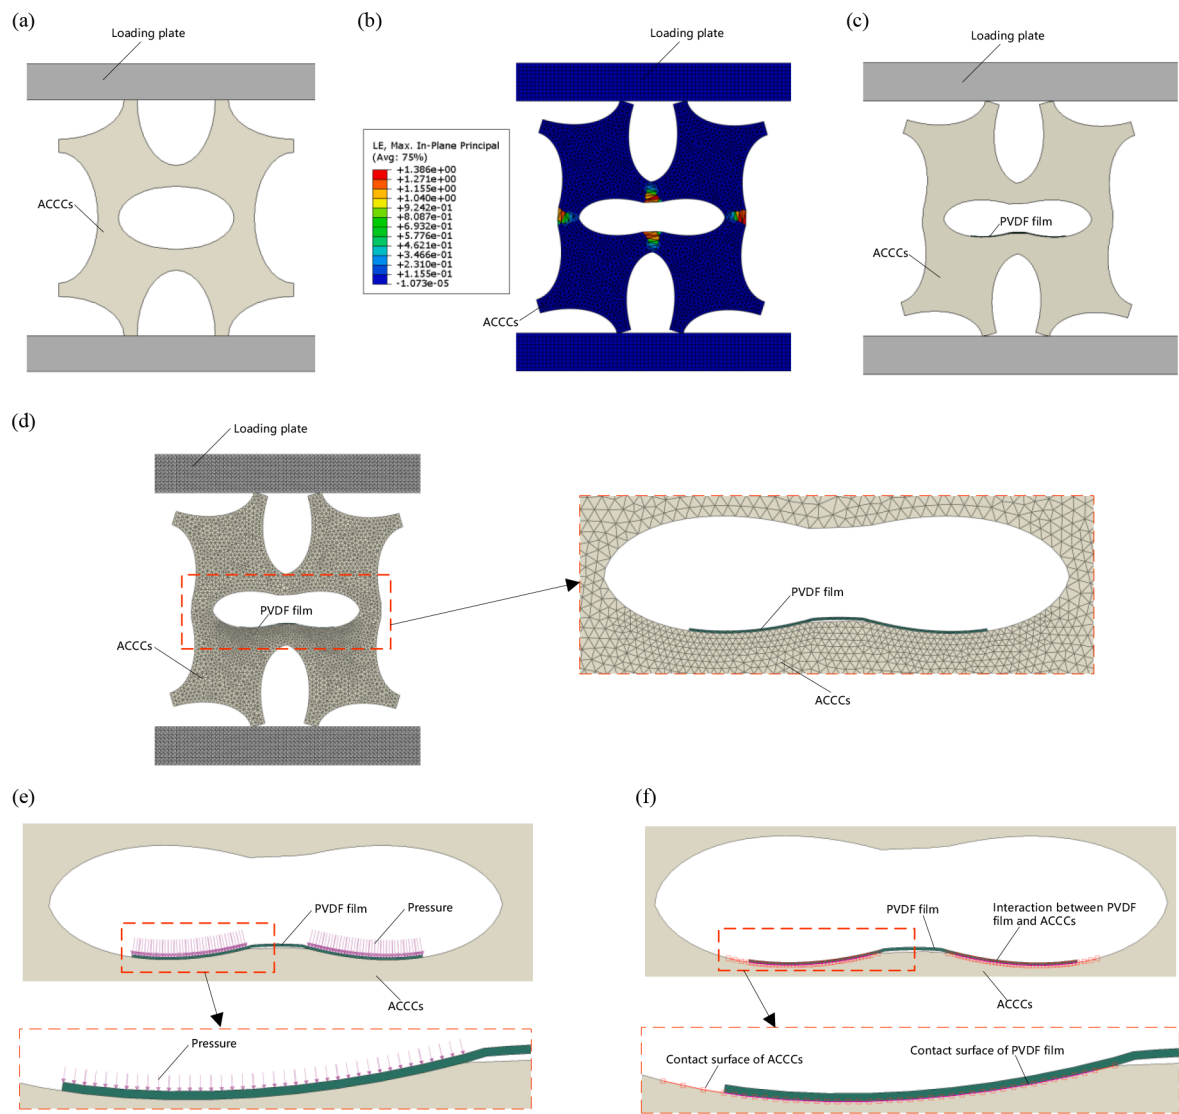 (a)
Loading plate
ACCCs
(b)
Loading plate
LE, Max. In-Plane Principal
(Avg: 75%)
+1.386e+00
+1.271e+00
+1.155e+00
+1.040e+00
+9.242e-01
+8.087e-01
+6.932e-01
+5.776e-01
+4.621e-01
+3.466e-01
+2.310e-01
+1.155e-01
-1.073e-05
ACCCs
(c)
Loading plate
PVDF film
ACCCs
(d)
Loading plate
PVDF film
ACCCs
PVDF film
ACCCs
(e)
PVDF film
Pressure
ACCCs
Pressure
(f)
PVDF film
Interaction between PVDF
film and ACCCs
ACCCs
Contact surface of ACCCs
Contact surface of PVDF film